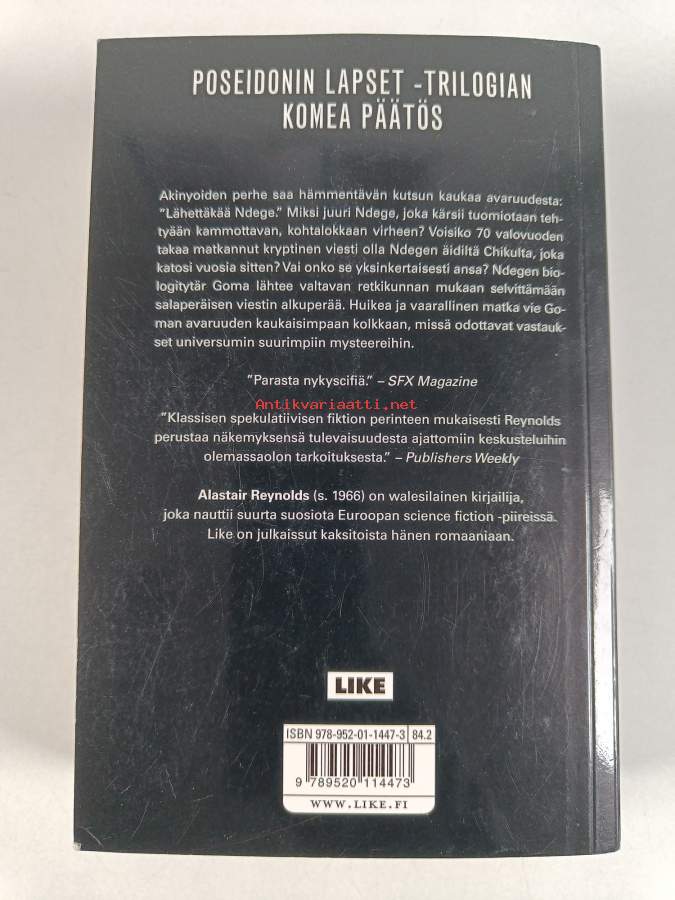 POSEIDONIN LAPSET -TRILOGIAN
KOMEA PÄÄTÖS
Akinyoiden perhe saa hämmentävän kutsun kaukaa avaruudesta:
"Lähettäkää Ndege." Miksi juuri Ndege, joka kärsii tuomiotaan teh-
tyään kammottavan, kohtalokkaan virheen? Voisiko 70 valovuoden
takaa matkannut kryptinen viesti olla Ndegen äidiltä Chikulta, joka
katosi vuosia sitten? Vai onko se yksinkertaisesti ansa? Ndegen bio-
logitytär Goma lähtee valtavan retkikunnan mukaan selvittämään
salaperäisen viestin alkuperää. Huikea ja vaarallinen matka vie Go-
man avaruuden kaukaisimpaan kolkkaan, missä odottavat vastauk-
set universumin suurimpiin mysteereihin.
"Parasta nykyscifiä." – SFX Magazine
Antikvariaatti.net
"Klassisen spekulatiivisen fiktion perinteen mukaisesti Reynolds
perustaa näkemyksensä tulevaisuudesta ajattomiin keskusteluihin
olemassaolon tarkoituksesta." – Publishers Weekly
Alastair Reynolds (s. 1966) on walesilainen kirjailija,
joka nauttii suurta suosiota Euroopan science fiction -piireissä.
Like on julkaissut kaksitoista hänen romaaniaan.
LIKE
ISBN 978-952-01-1447-3 84.2
9 789520 114473
WWW.LIKE.FI